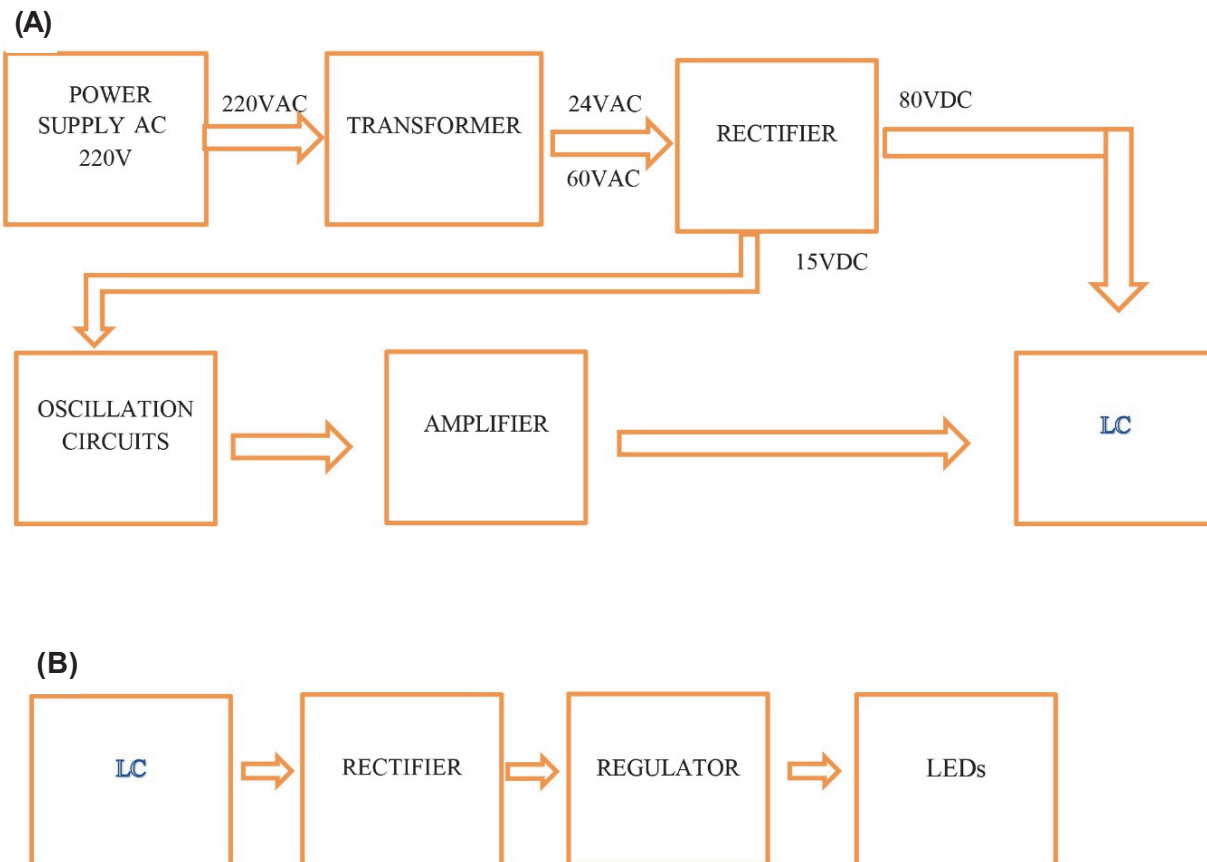 (A)
POWER
SUPPLY AC
220V
220VAC
TRANSFORMER
24VAC
60VAC
RECTIFIER
80VDC
15VDC
OSCILLATION
CIRCUITS
AMPLIFIER
LC
(B)
LC
RECTIFIER
REGULATOR
LEDs